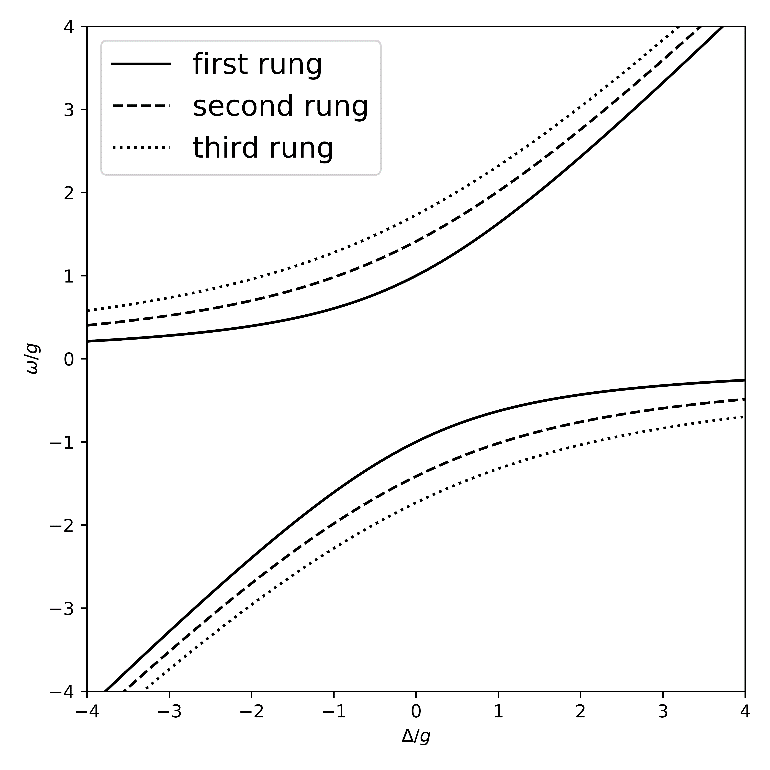 first rung
second rung
third rung
4
3
2
1
0
−1
−2
−3
−4
ω/g
−4 −3 −2 −1 0 1 2 3 4
Δ/g